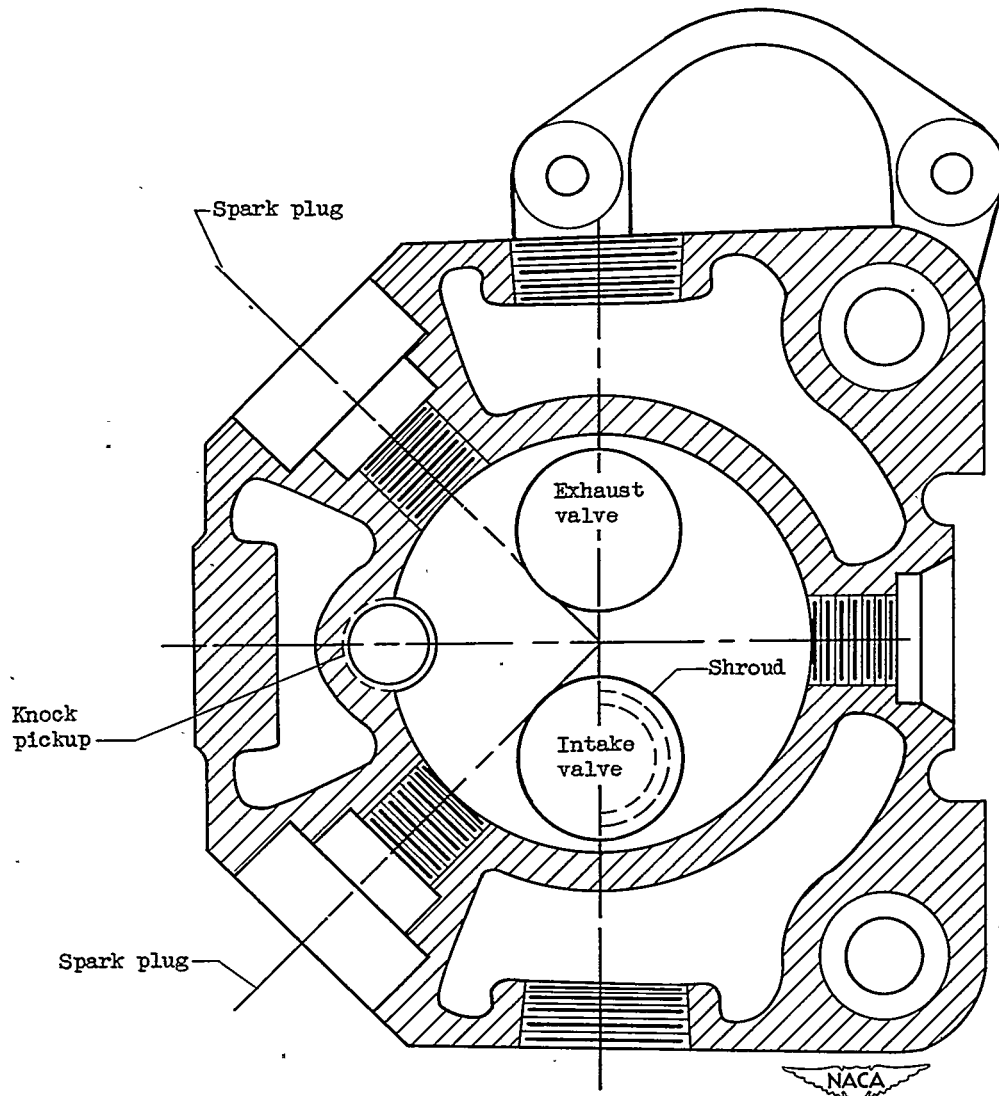 Spark plug
Exhaust
valve
Shroud
Knock
pickup
Intake
valve
Spark plug
NACA